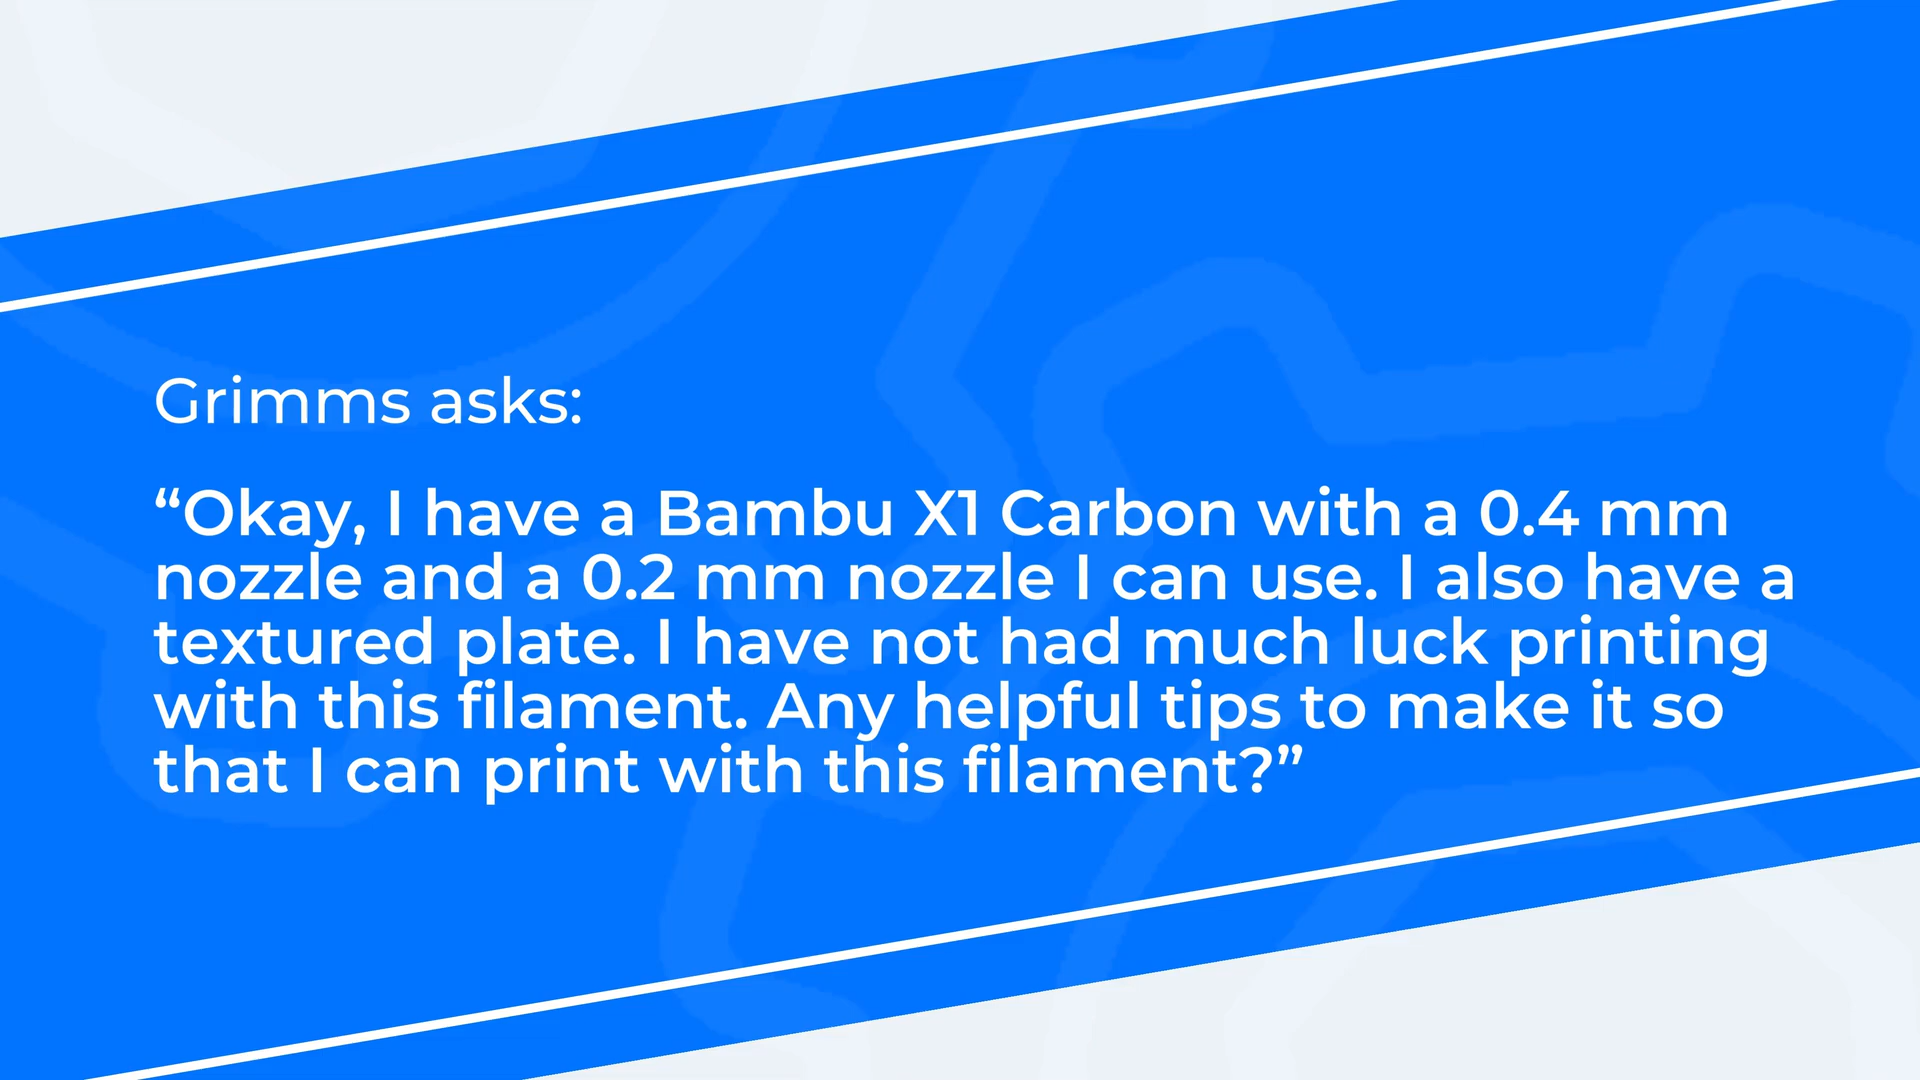 Grimms asks:
“Okay, I have a Bambu X1 Carbon with a 0.4 mm
nozzle and a 0.2 mm nozzle I can use. I also have a
textured plate. I have not had much luck printing
with this filament. Any helpful tips to make it so
that I can print with this filament?”